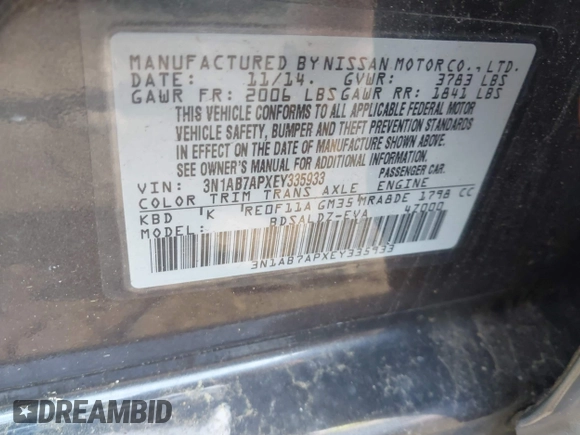 MANUFACTURED BY NISSAN MOTOR CO., LTD.
DATE: 11/14. GVWR: 3783 LBS
GAWR FR: 2006 LBS GAWR RR: 1841 LBS
THIS VEHICLE CONFORMS TO ALL APPLICABLE FEDERAL MOTOR
VEHICLE SAFETY, BUMPER AND THEFT PREVENTION STANDARDS
IN EFFECT ON THE DATE OF MANUFACTURE SHOWN ABOVE.
SEE OWNER'S MANUAL FOR ADDITIONAL INFORMATION.
PASSENGER CAR.
VIN: 3N1AB7APXEY335933
COLOR TRIM TRANS AXLE ENGINE
KBD 'K RE0F11A GM35 MRA8DE 1798 CC
MODEL: BDSALDZ-EVA 47000
3N1AB7APXEY335933
DREAMBID